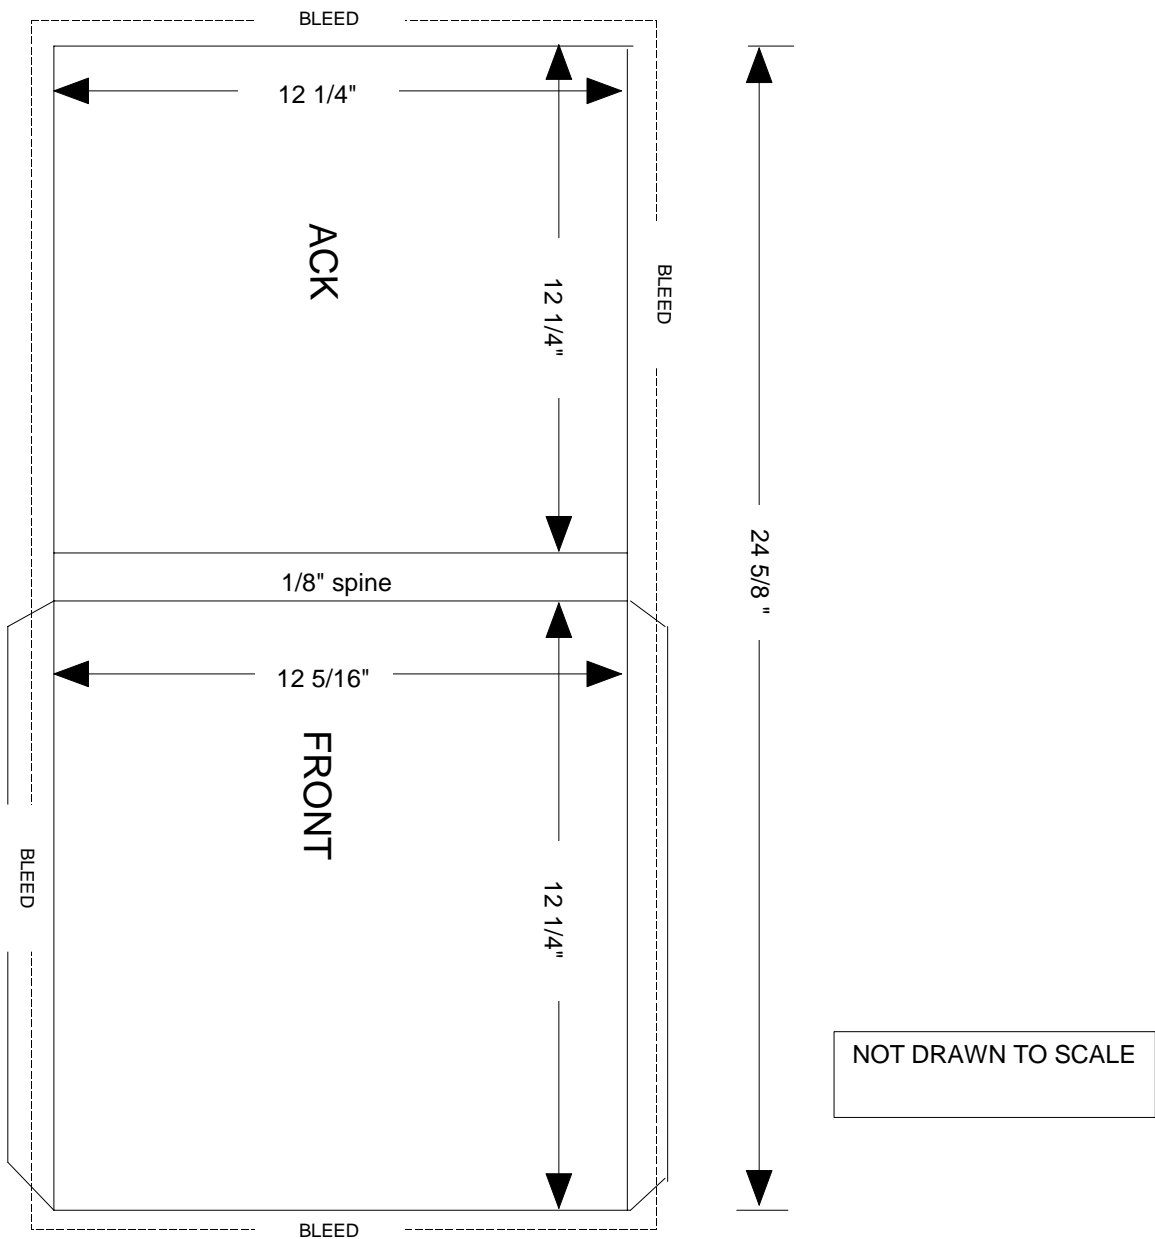 BLEED
12 1/4"
ACK
12 1/4"
BLEED
24 5/8 "
1/8" spine
12 5/16"
FRONT
BLEED
12 1/4"
NOT DRAWN TO SCALE
BLEED